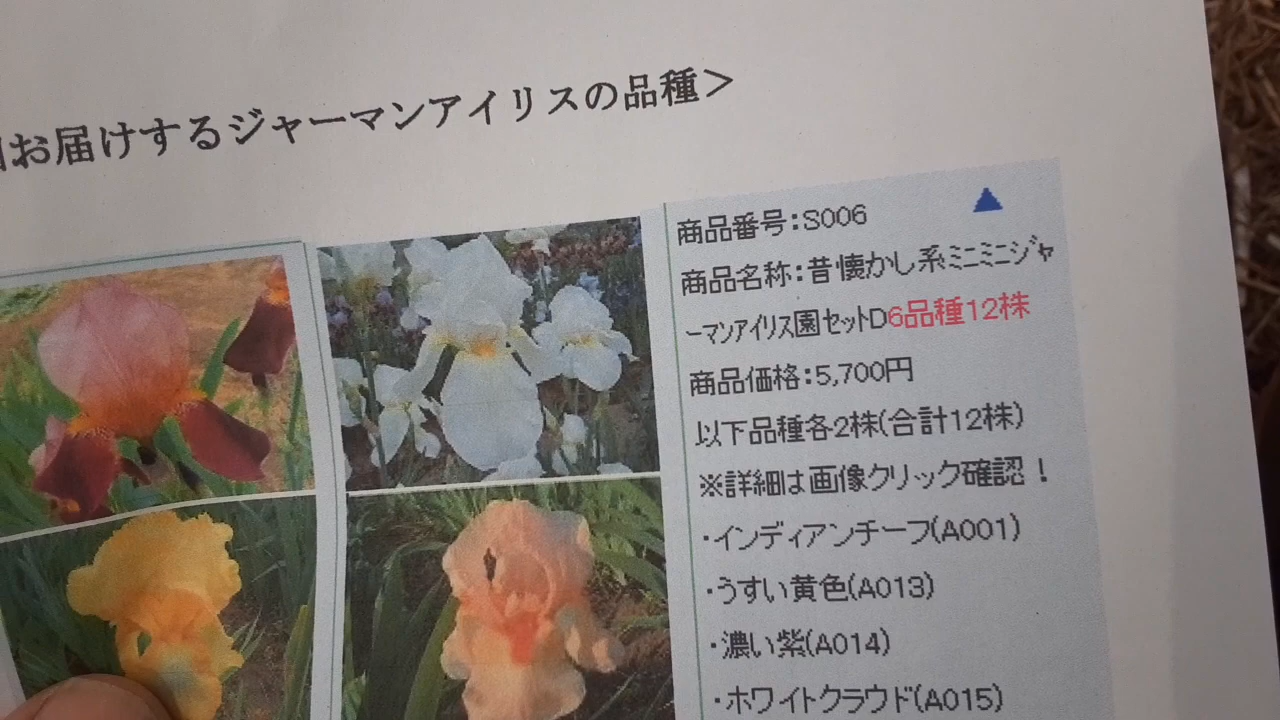 お届けするジャーマンアイリスの品種＞
商品番号：S006
▲
商品名称：昔懐かし系ミニミニジャ
ーマンアイリス園セットD6品種12株
商品価格：5,700円
以下品種各2株(合計12株)
※詳細は画像クリック確認！
・インディアンチーフ(A001)
・うすい黄色(A013)
・濃い紫(A014)
・ホワイトクラウド(A015)